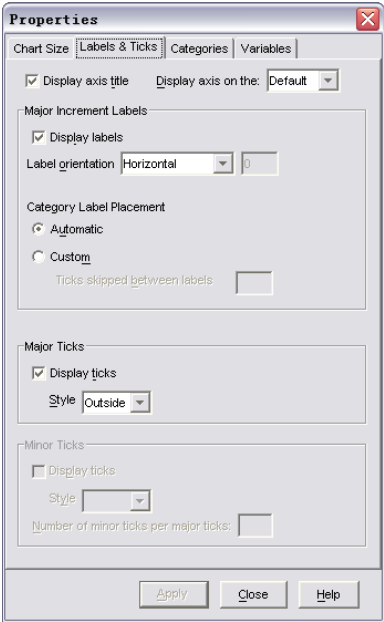 Properties
Chart Size Labels & Ticks Categories Variables
Display axis title Display axis on the: Default
Major Increment Labels
Display labels
Label orientation Horizontal 0
Category Label Placement
Automatic
Custom
Ticks skipped between labels
Major Ticks
Display ticks
Style Outside
Minor Ticks
Display ticks
Style
Number of minor ticks per major ticks:
Apply Close Help